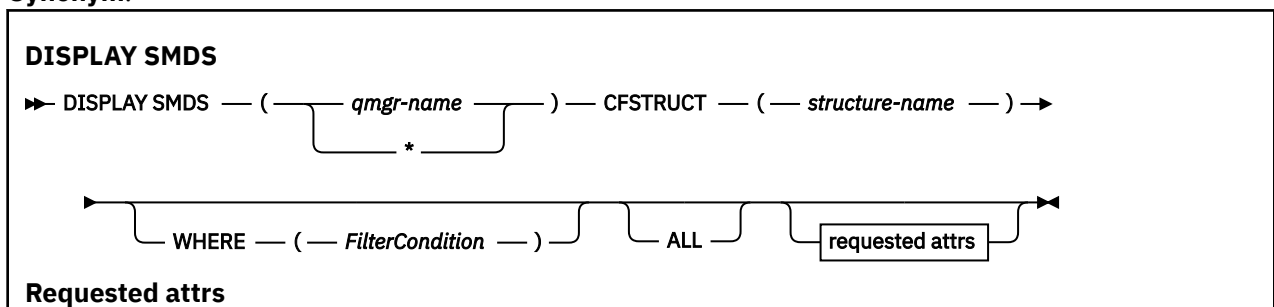 Synonym:
DISPLAY SMDS
DISPLAY SMDS ( qmgr-name ) CFSTRUCT ( structure-name )
*
WHERE ( FilterCondition ) ALL requested attrs
Requested attrs